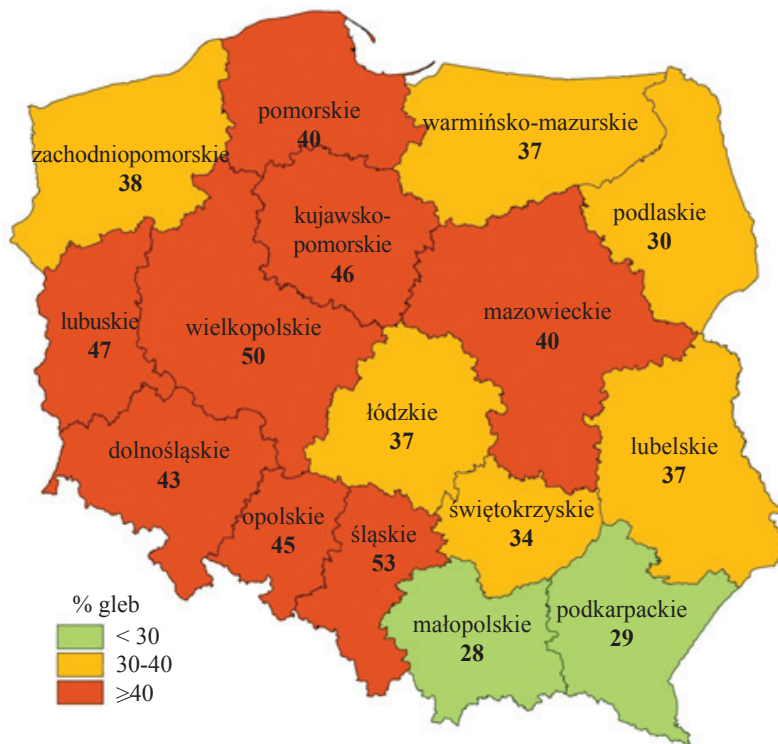 pomorskie
40
warmińsko-mazurskie
37
zachodniopomorskie
38
podlaskie
30
kujawsko-
pomorskie
46
mazowieckie
40
lubuskie
47
wielkopolskie
50
łódzkie
37
lubelskie
37
dolnośląskie
43
opolskie
45
śląskie
53
świętokrzyskie
34
małopolskie
28
podkarpackie
29
% gleb
< 30
30-40
≥40